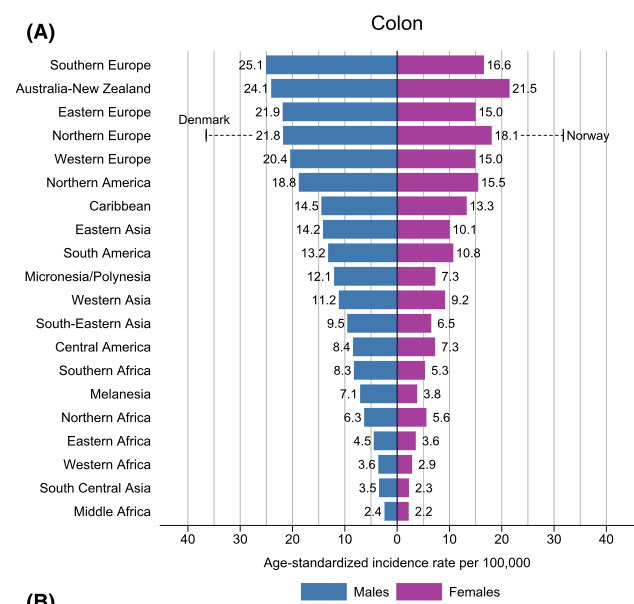 (A)
Colon
Southern Europe 25.1 16.6
Australia-New Zealand 24.1 21.5
Eastern Europe 21.9 15.0
Denmark
Northern Europe 21.8 18.1 Norway
Western Europe 20.4 15.0
Northern America 18.8 15.5
Caribbean 14.5 13.3
Eastern Asia 14.2 10.1
South America 13.2 10.8
Micronesia/Polynesia 12.1 7.3
Western Asia 11.2 9.2
South-Eastern Asia 9.5 6.5
Central America 8.4 7.3
Southern Africa 8.3 5.3
Melanesia 7.1 3.8
Northern Africa 6.3 5.6
Eastern Africa 4.5 3.6
Western Africa 3.6 2.9
South Central Asia 3.5 2.3
Middle Africa 2.4 2.2
40 30 20 10 0 10 20 30 40
Age-standardized incidence rate per 100,000
Males Females
(B)